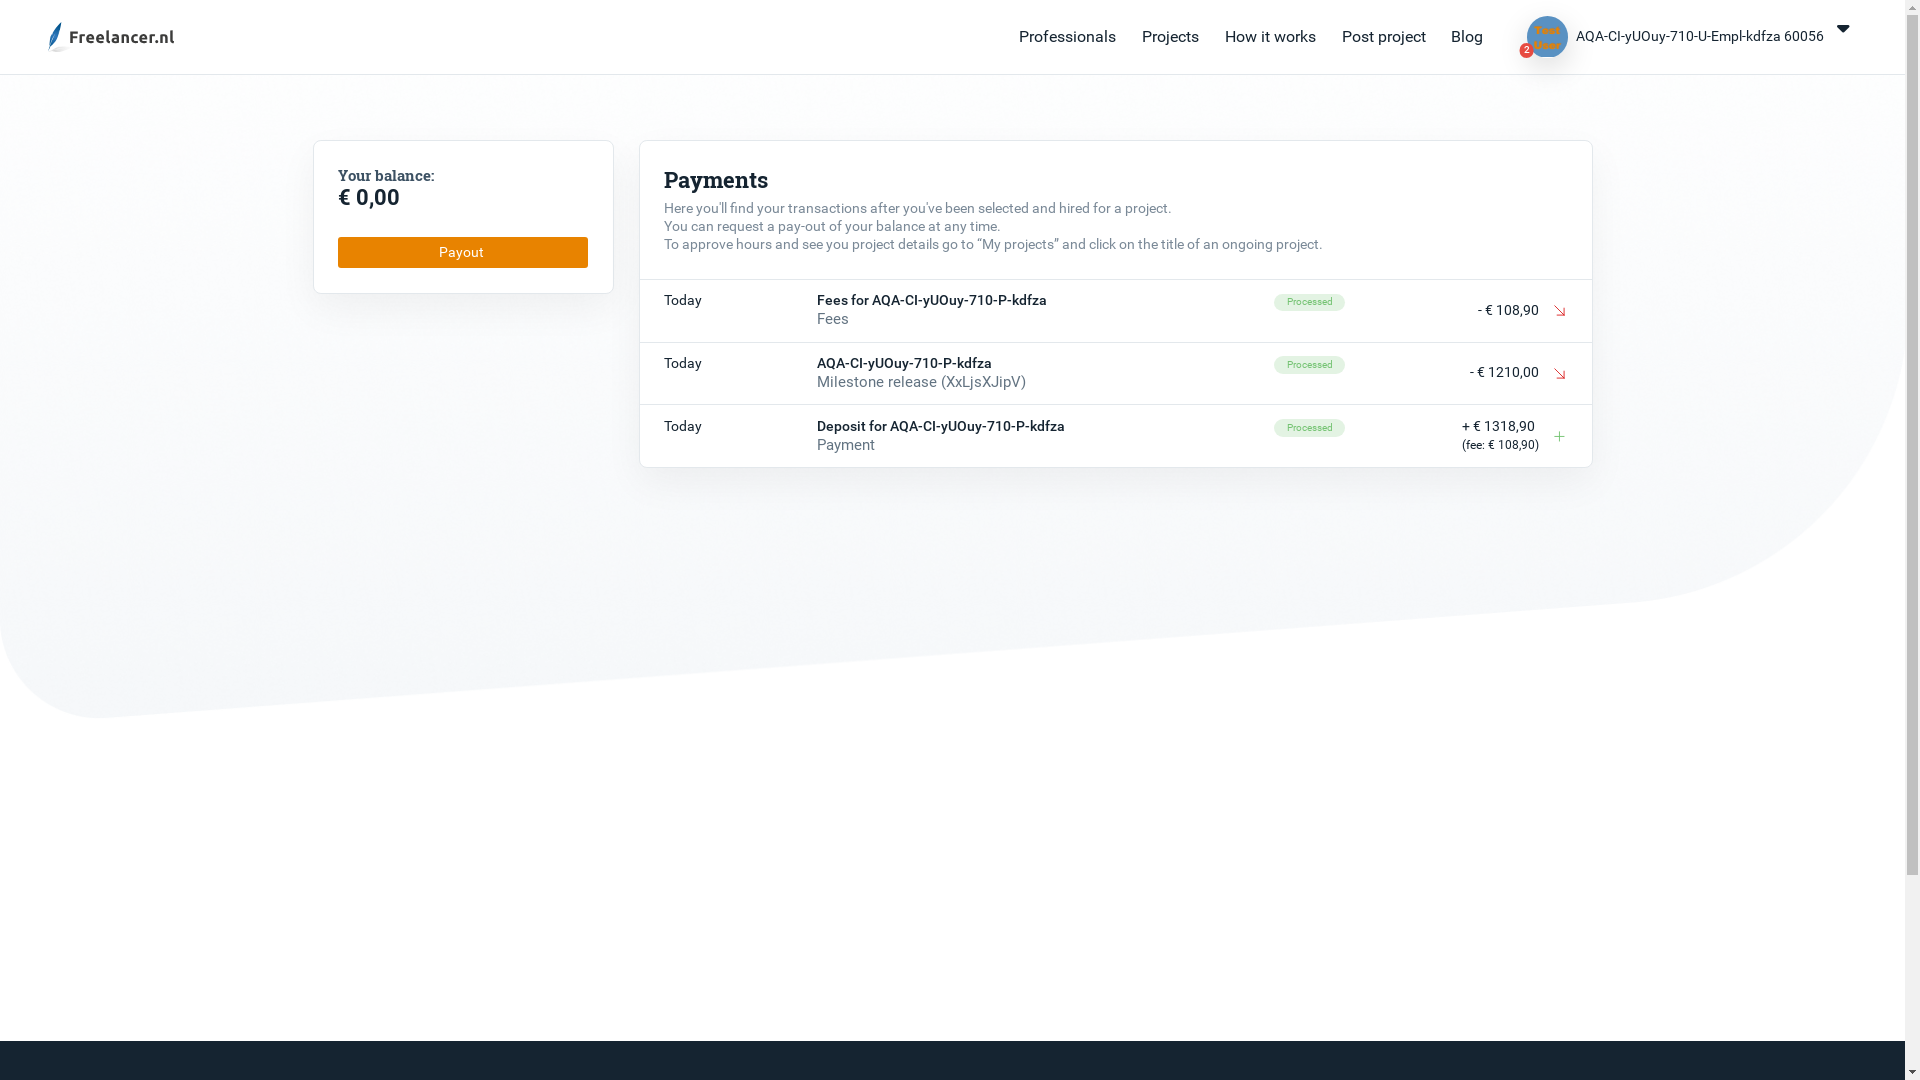 Freelancer.nl
Professionals
Projects
How it works
Post project
Blog
Test
User
2
AQA-CI-yUOuy-710-U-Empl-kdfza 60056
Your balance:
€ 0,00
Payout
Payments
Here you'll find your transactions after you've been selected and hired for a project.
You can request a pay-out of your balance at any time.
To approve hours and see you project details go to “My projects” and click on the title of an ongoing project.
Today
Fees for AQA-CI-yUOuy-710-P-kdfza
Fees
Processed
- € 108,90
Today
AQA-CI-yUOuy-710-P-kdfza
Milestone release (XxLjsXJipV)
Processed
- € 1210,00
Today
Deposit for AQA-CI-yUOuy-710-P-kdfza
Payment
Processed
+ € 1318,90
(fee: € 108,90)